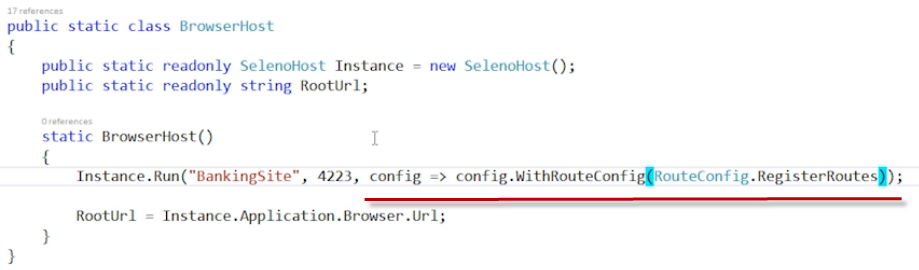 17 references
public static class BrowserHost
{
public static readonly SelenoHost Instance = new SelenoHost();
public static readonly string RootUrl;
0 references
static BrowserHost()
{
Instance.Run("BankingSite", 4223, config => config.WithRouteConfig(RouteConfig.RegisterRoutes));
RootUrl = Instance.Application.Browser.Url;
}
}